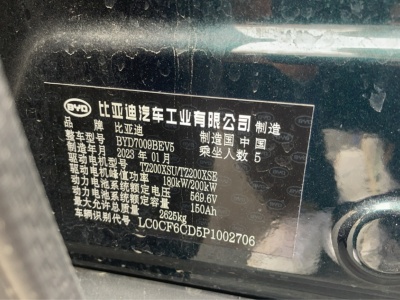 BYD 比亚迪汽车工业有限公司 制造
品 牌 比亚迪 制造国 中国
整车型号 BYD7009BEV5 乘坐人数 5
制造年月 2023 年 01 月
驱动电机型号 TZ200XSU/TZ200XSE
驱动电机峰值功率 180kW/200kW
动力电池系统额定电压 569.6V
动力电池系统额定容量 150Ah
最大允许总质量 2625kg
车辆识别代号 LC0CF6CD5P1002706